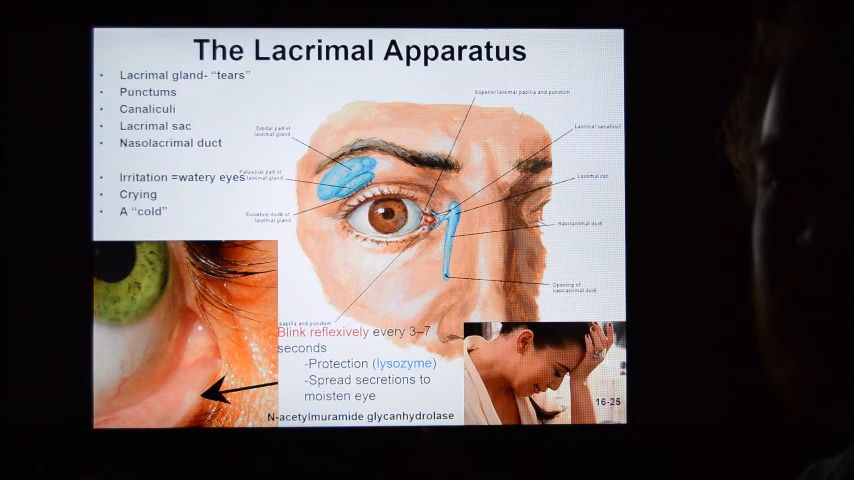 The Lacrimal Apparatus
• Lacrimal gland- “tears”
• Punctums
• Canaliculi
• Lacrimal sac
• Nasolacrimal duct
• Irritation =watery eyes
• Crying
• A “cold”
Superior lacrimal papilla and punctum
Orbital part of
lacrimal gland
Lacrimal canaliculi
Palpebral part of
lacrimal gland
Lacrimal sac
Excretory ducts of
lacrimal gland
Nasolacrimal duct
Opening of
nasolacrimal duct
papilla and punctum
Blink reflexively every 3–7
seconds
-Protection (lysozyme)
-Spread secretions to
moisten eye
N-acetylmuramide glycanhydrolase
16-25